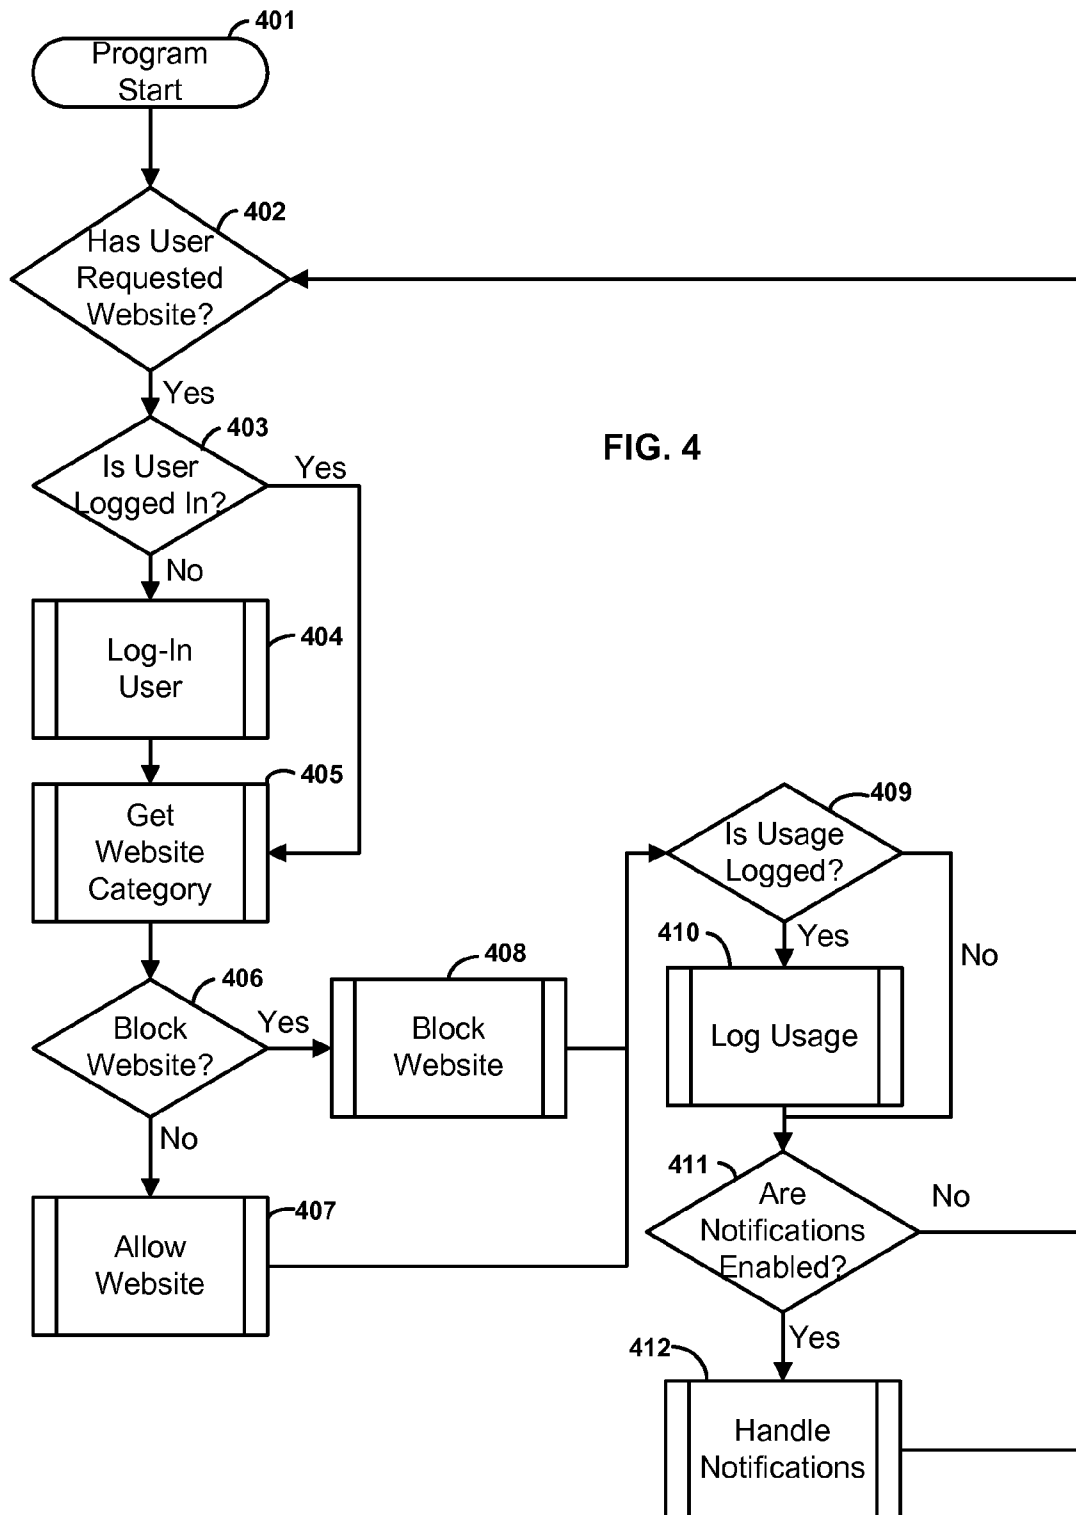 401
Program
Start
402
Has User
Requested
Website?
Yes
403
Is User
Logged In?
Yes
No
FIG. 4
404
Log-In
User
405
Get
Website
Category
406
Block
Website?
Yes
No
408
Block
Website
407
Allow
Website
409
Is Usage
Logged?
Yes
No
410
Log Usage
411
Are
Notifications
Enabled?
No
Yes
412
Handle
Notifications